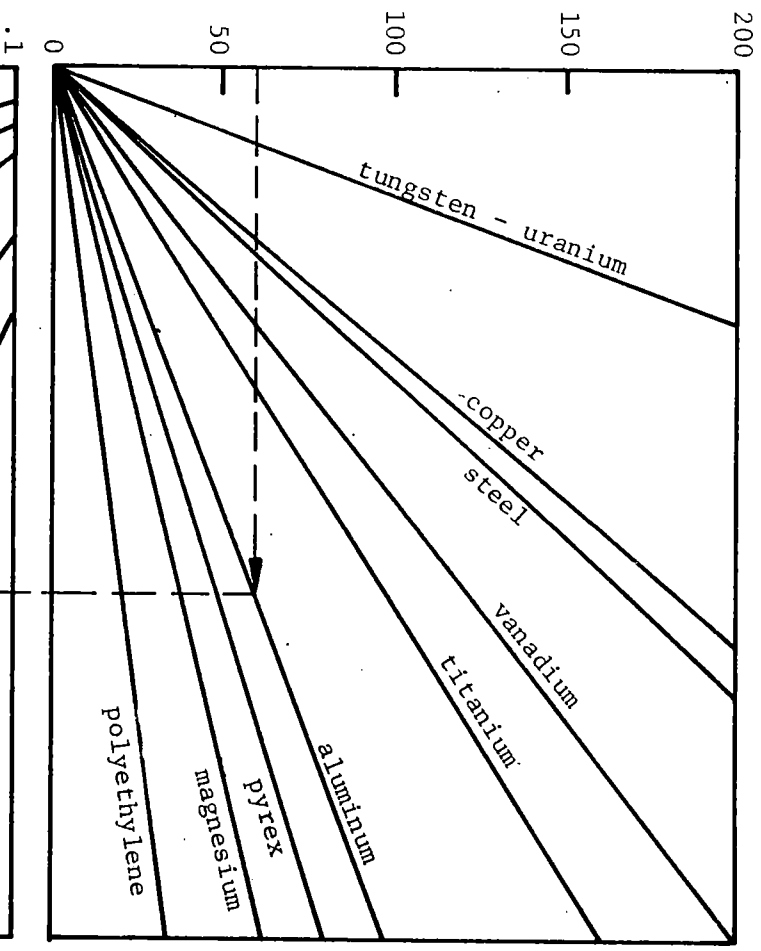 .1
0
50
100
150
200
tungsten - uranium
copper
steel
vanadium
titanium
aluminum
pyrex
magnesium
polyethylene